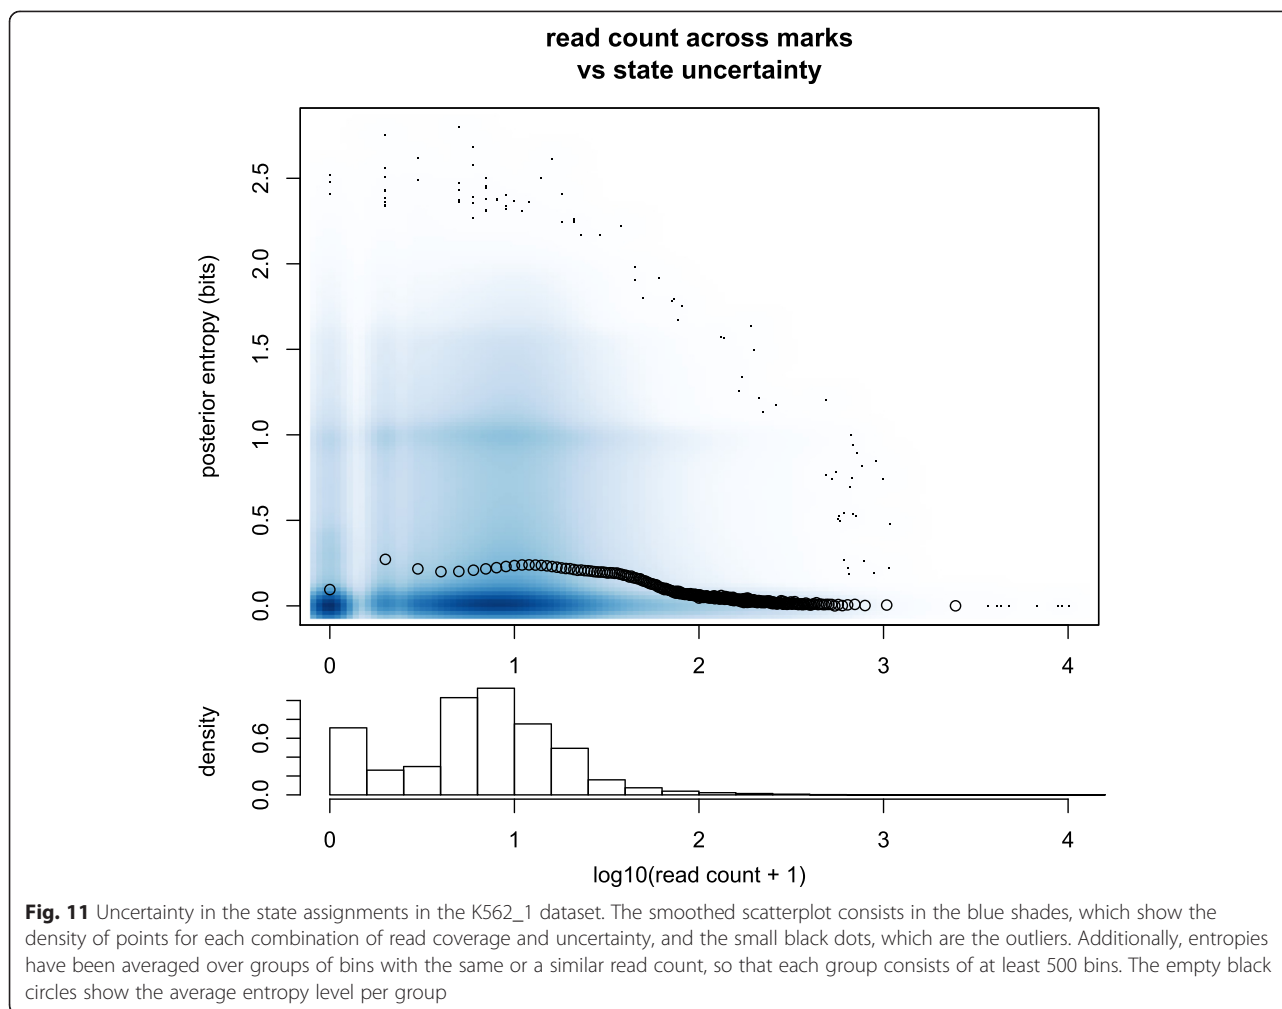 read count across marks
vs state uncertainty
posterior entropy (bits)
2.5
2.0
1.5
1.0
0.5
0.0
0 1 2 3 4
density
0.6
0.0
0 1 2 3 4
log10(read count + 1)
Fig. 11 Uncertainty in the state assignments in the K562_1 dataset. The smoothed scatterplot consists in the blue shades, which show the
density of points for each combination of read coverage and uncertainty, and the small black dots, which are the outliers. Additionally, entropies
have been averaged over groups of bins with the same or a similar read count, so that each group consists of at least 500 bins. The empty black
circles show the average entropy level per group